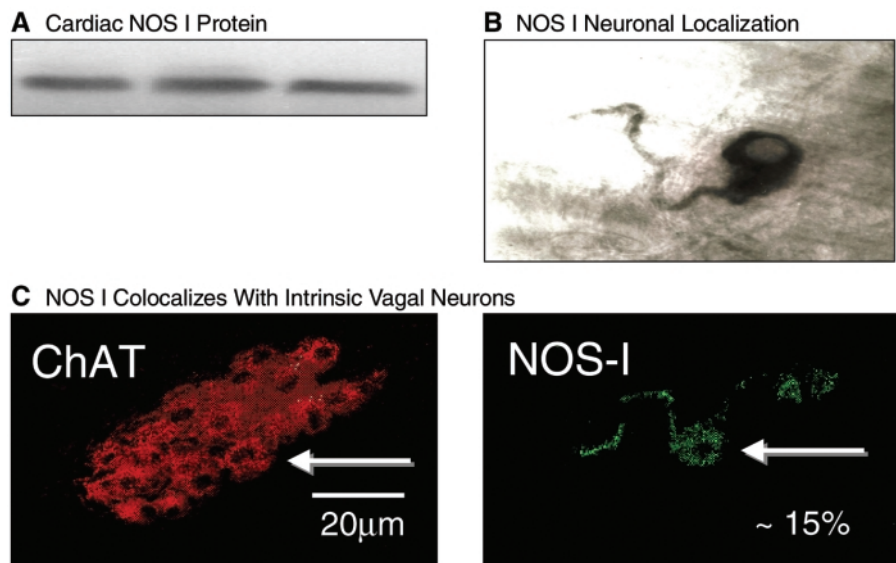 A Cardiac NOS I Protein
B NOS I Neuronal Localization
C NOS I Colocalizes With Intrinsic Vagal Neurons
ChAT
20μm
NOS-I
~ 15%